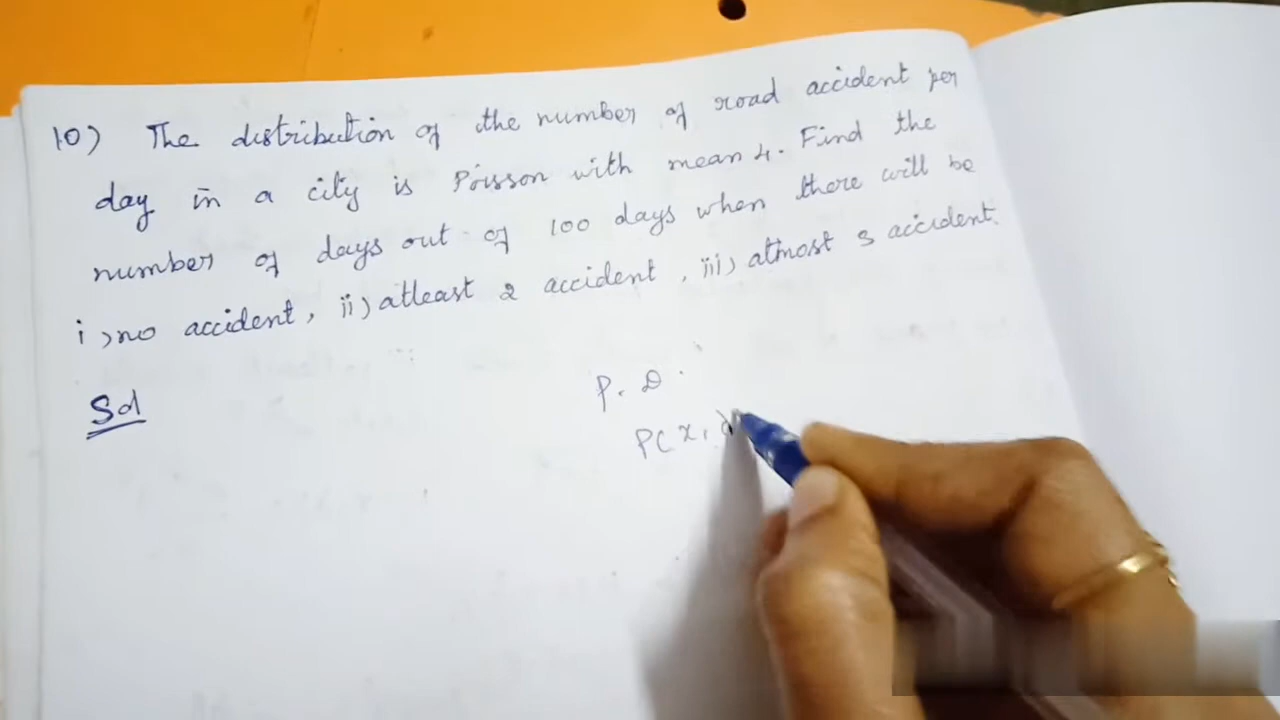 10) The distribution of the number of road accident per
day in a city is Poisson with mean 4. Find the
number of days out of 100 days when there will be
i, no accident, ii) atleast 2 accident, iii) atmost 3 accident.
Sol
P. D.
P( x,